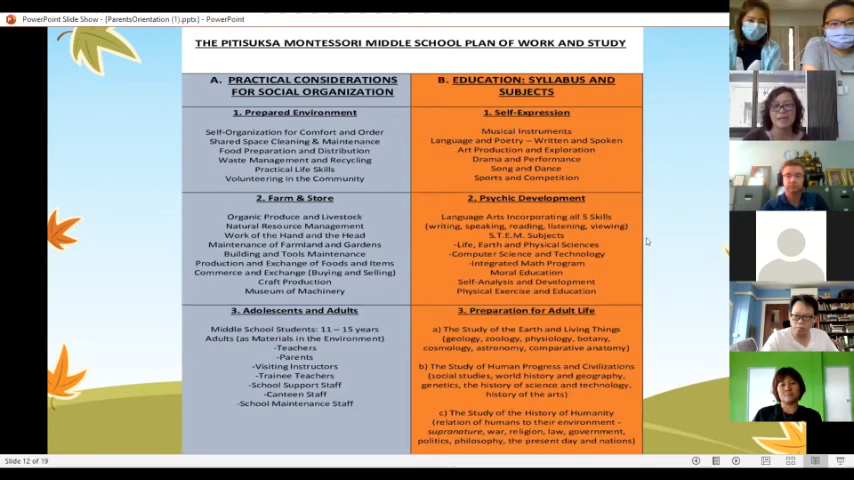 PowerPoint Slide Show - [ParentsOrientation (1).pptx] - PowerPoint
THE PITISUKSA MONTESSORI MIDDLE SCHOOL PLAN OF WORK AND STUDY
A. PRACTICAL CONSIDERATIONS
FOR SOCIAL ORGANIZATION
1. Prepared Environment
Self-Organization for Comfort and Order
Shared Space Cleaning & Maintenance
Food Preparation and Distribution
Waste Management and Recycling
Practical Life Skills
Volunteering in the Community
2. Farm & Store
Organic Produce and Livestock
Natural Resource Management
Work of the Hand and the Head
Maintenance of Farmland and Gardens
Building and Tools Maintenance
Production and Exchange of Foods and Items
Commerce and Exchange (Buying and Selling)
Craft Production
Museum of Machinery
3. Adolescents and Adults
Middle School Students: 11 – 15 years
Adults (as Materials in the Environment)
-Teachers
-Parents
-Visiting Instructors
-Trainee Teachers
-School Support Staff
-Canteen Staff
-School Maintenance Staff
B. EDUCATION: SYLLABUS AND
SUBJECTS
1. Self-Expression
Musical Instruments
Language and Poetry – Written and Spoken
Art Production and Exploration
Drama and Performance
Song and Dance
Sports and Competition
2. Psychic Development
Language Arts Incorporating all 5 Skills
(writing, speaking, reading, listening, viewing)
S.T.E.M. Subjects
-Life, Earth and Physical Sciences
-Computer Science and Technology
-Integrated Math Program
Moral Education
Self-Analysis and Development
Physical Exercise and Education
3. Preparation for Adult Life
a) The Study of the Earth and Living Things
(geology, zoology, physiology, botany,
cosmology, astronomy, comparative anatomy)
b) The Study of Human Progress and Civilizations
(social studies, world history and geography,
genetics, the history of science and technology,
history of the arts)
c) The Study of the History of Humanity
(relation of humans to their environment -
supranature, war, religion, law, government,
politics, philosophy, the present day and nations)
Slide 12 of 19